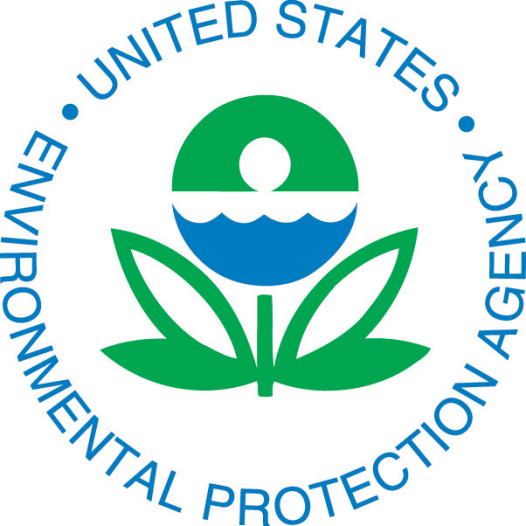 UNITED STATES
ENVIRONMENTAL PROTECTION AGENCY